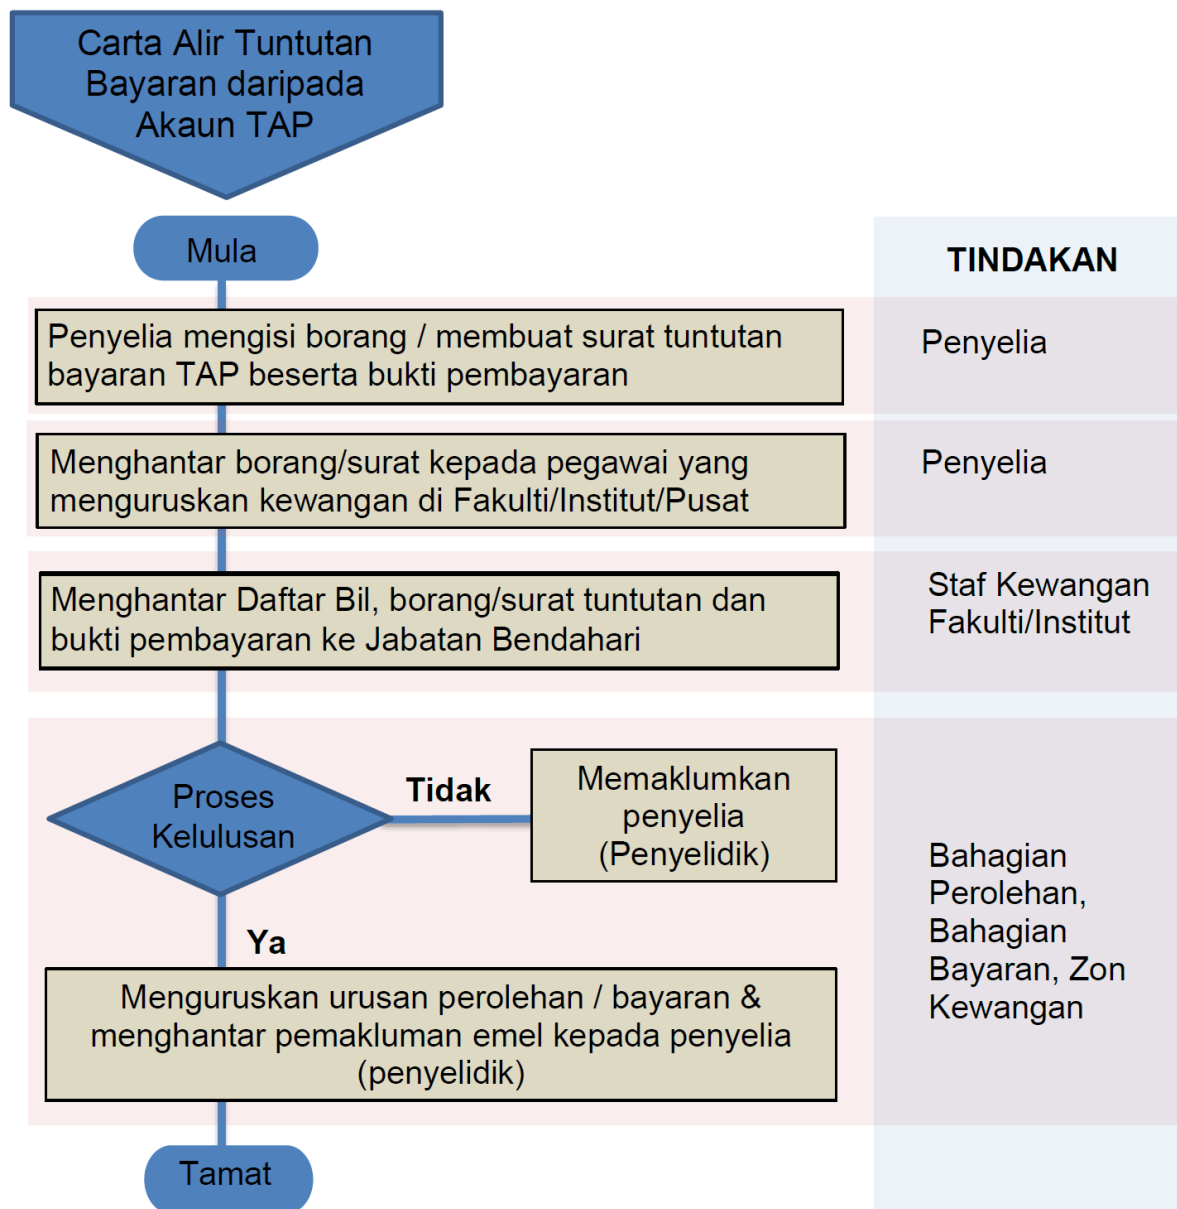 Carta Alir Tuntutan
Bayaran daripada
Akaun TAP
Mula
TINDAKAN
Penyelia mengisi borang / membuat surat tuntutan
bayaran TAP beserta bukti pembayaran
Penyelia
Menghantar borang/surat kepada pegawai yang
menguruskan kewangan di Fakulti/Institut/Pusat
Penyelia
Menghantar Daftar Bil, borang/surat tuntutan dan
bukti pembayaran ke Jabatan Bendahari
Staf Kewangan
Fakulti/Institut
Proses
Kelulusan
Tidak
Memaklumkan
penyelia
(Penyelidik)
Ya
Menguruskan urusan perolehan / bayaran &
menghantar pemakluman emel kepada penyelia
(penyelidik)
Bahagian
Perolehan,
Bahagian
Bayaran, Zon
Kewangan
Tamat